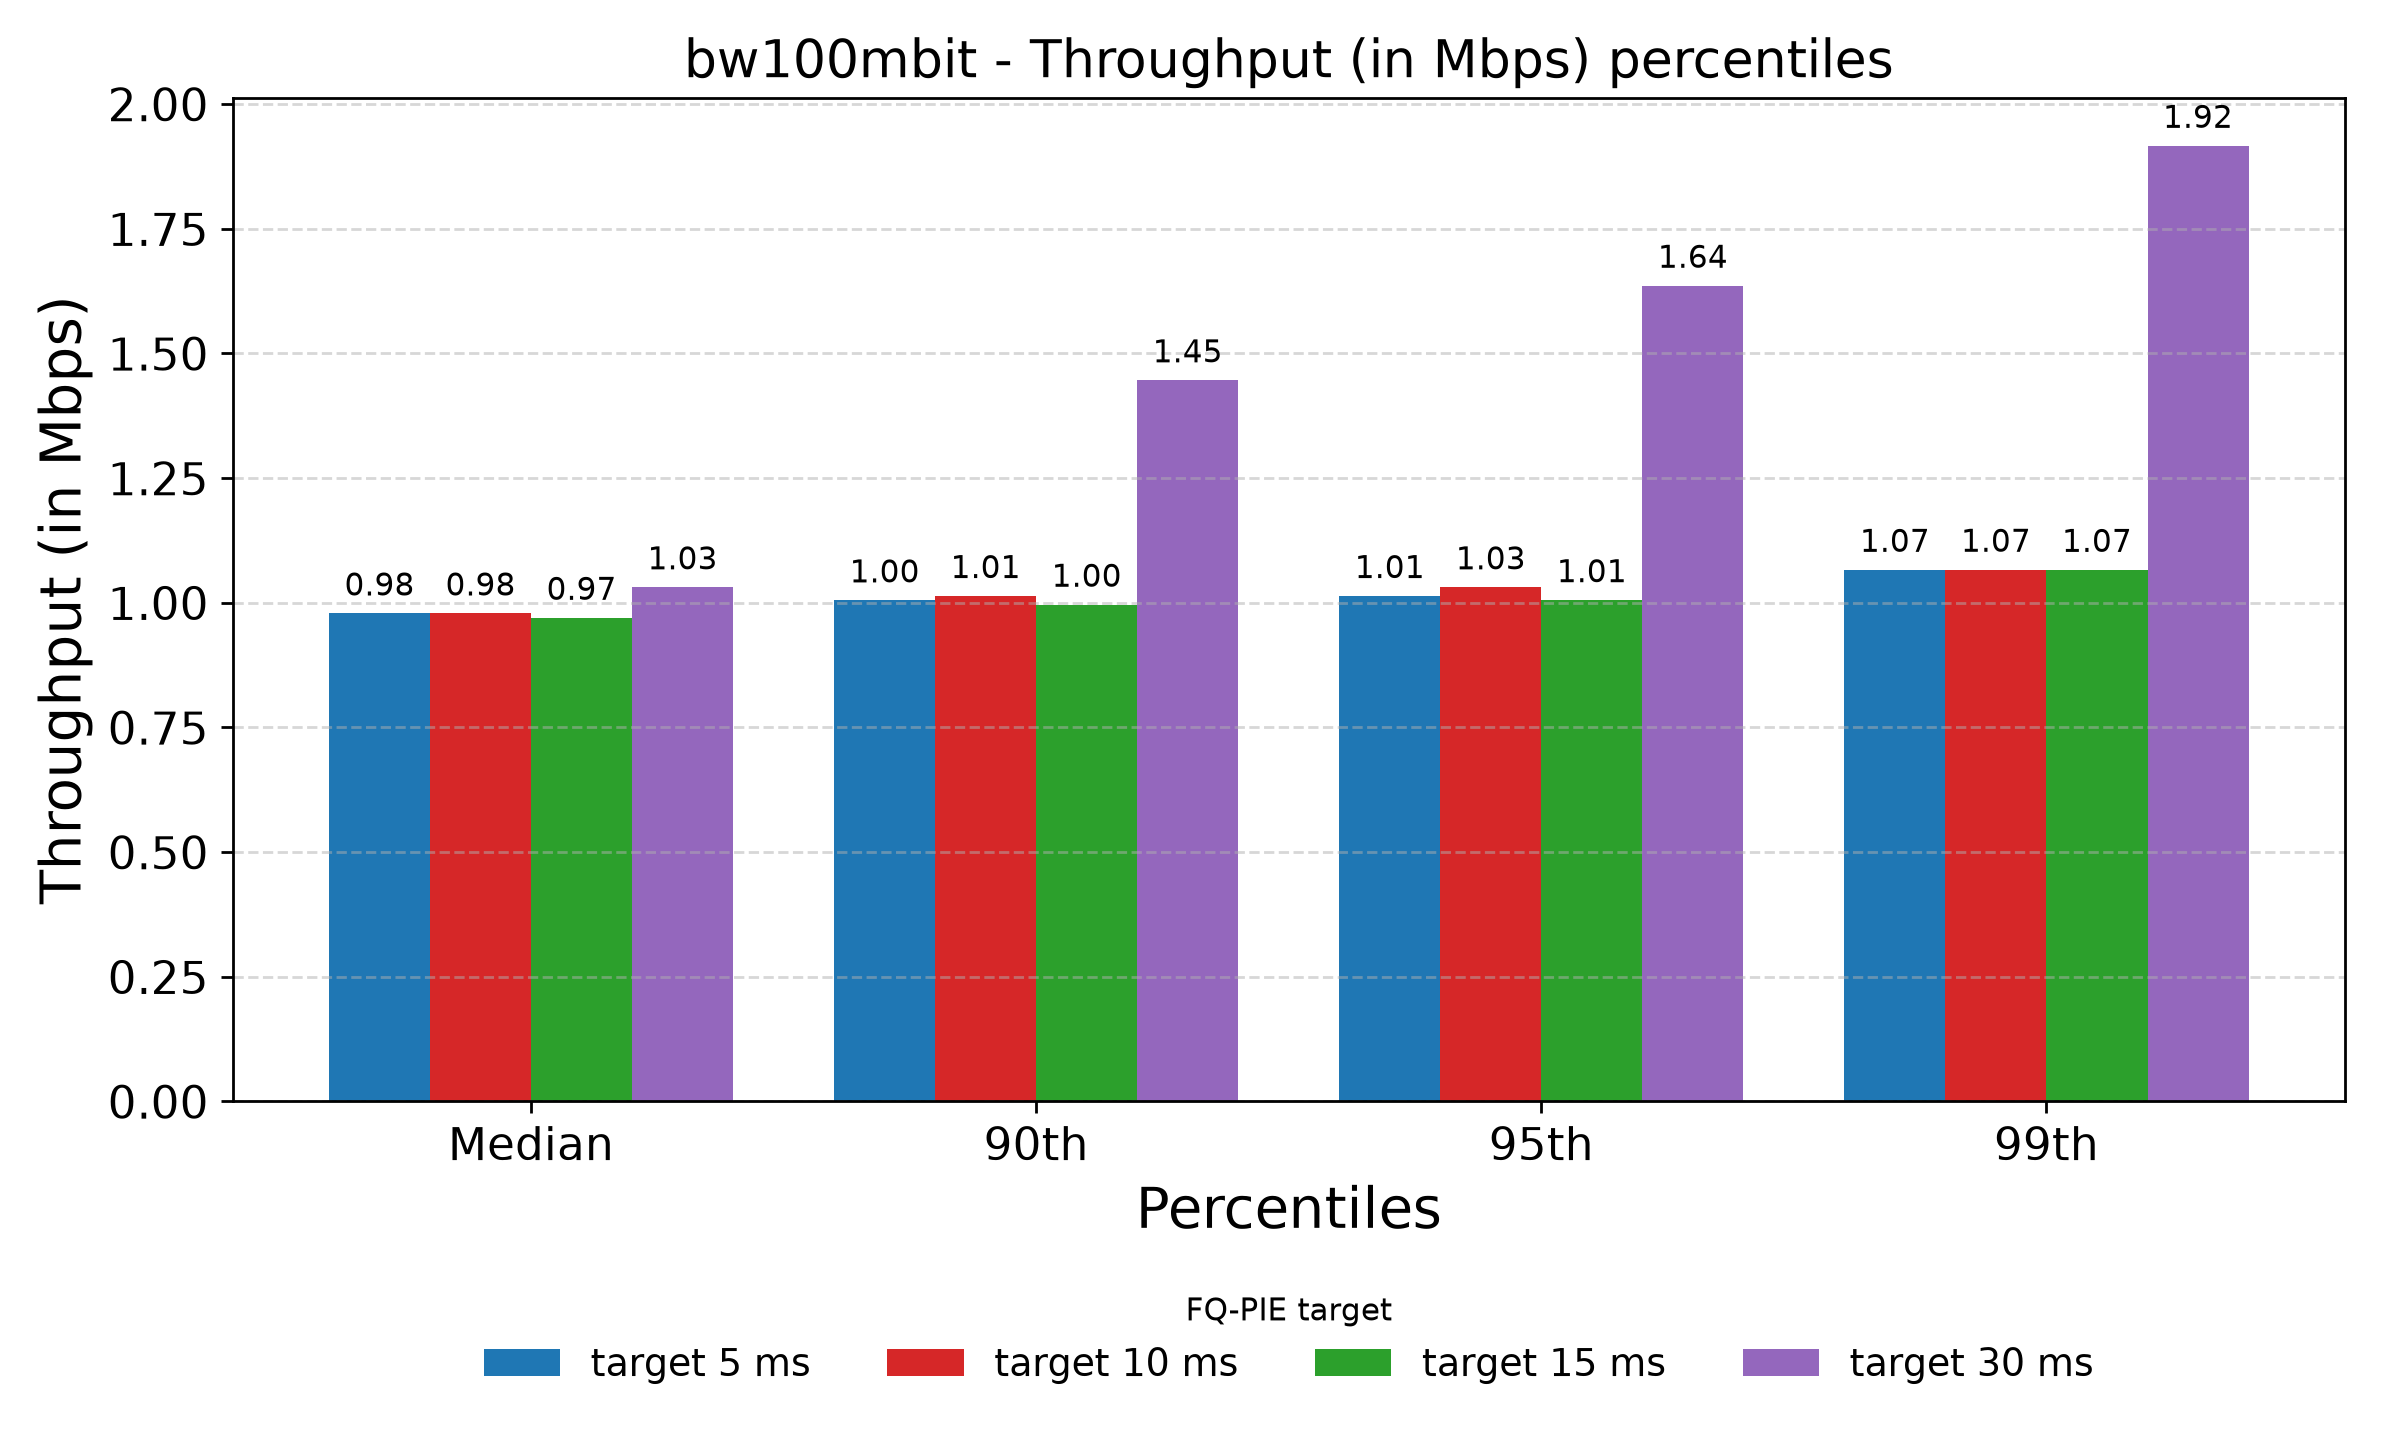 bw100mbit - Throughput (in Mbps) percentiles
Throughput (in Mbps)
2.00
1.75
1.50
1.25
1.00
0.75
0.50
0.25
0.00
0.98 0.98 0.97 1.03
1.00 1.01 1.00 1.45
1.01 1.03 1.01 1.64
1.07 1.07 1.07 1.92
Median 90th 95th 99th
Percentiles
FQ-PIE target
target 5 ms target 10 ms target 15 ms target 30 ms